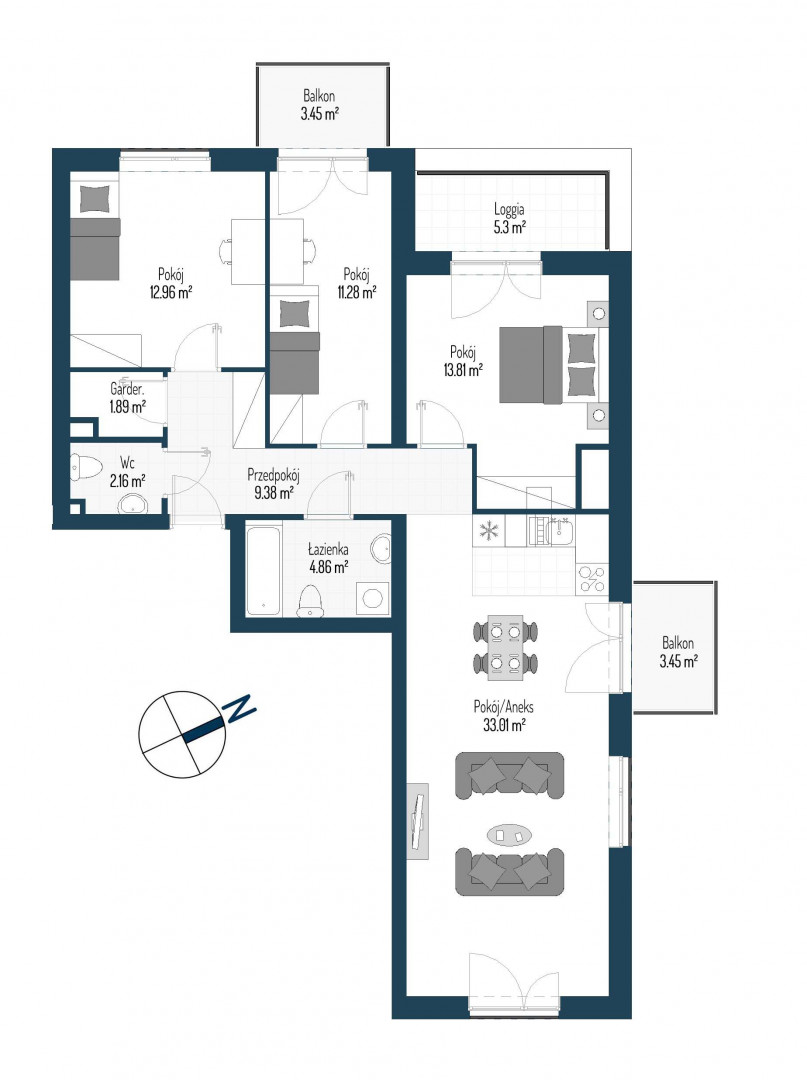 Balkon
3.45 m²
Loggia
5.3 m²
Pokój
12.96 m²
Pokój
11.28 m²
Pokój
13.81 m²
Garder.
1.89 m²
Wc
2.16 m²
Przedpokój
9.38 m²
Łazienka
4.86 m²
Balkon
3.45 m²
Pokój/Aneks
33.01 m²
N